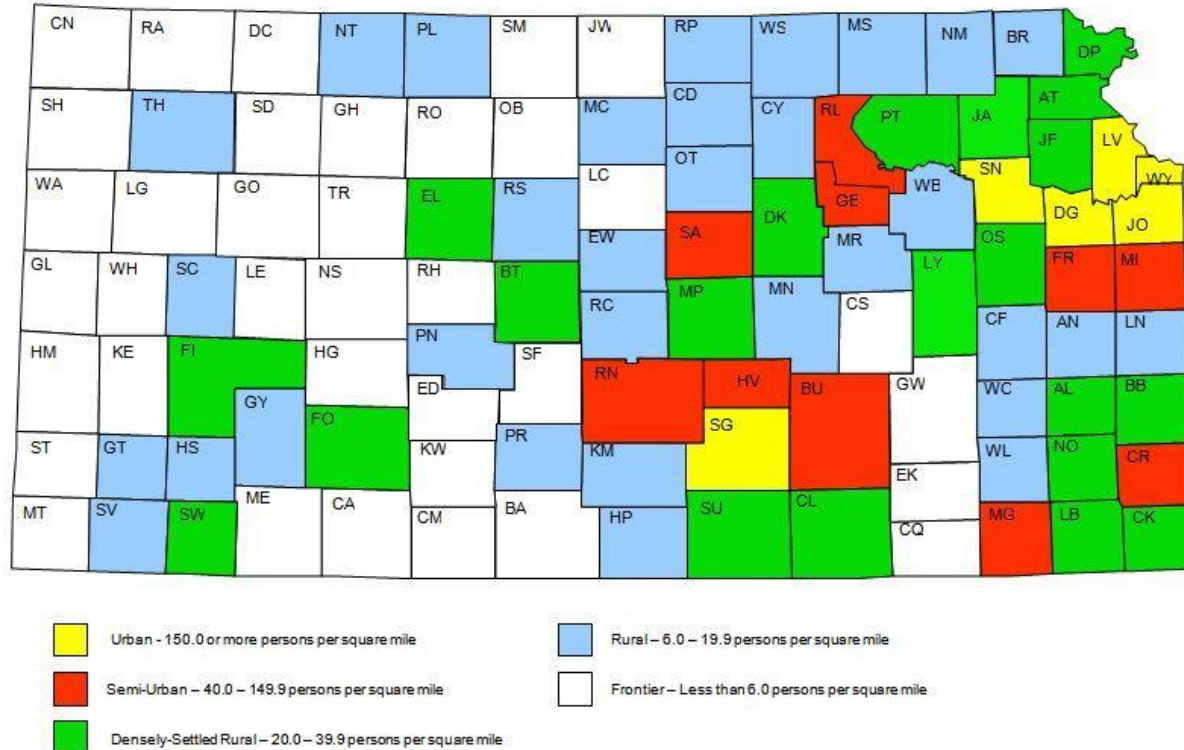 CN RA DC NT PL SM JW RP WS MS NM BR DP
SH TH SD GH RO OB MC CD CY RL PT JA AT
OT JF LV
WA LG GO TR EL RS LC DK GE WB SN WY
SA MR DG JO
GL WH SC LE NS RH BT EW MP MN CS LY OS FR MI
RC CF AN LN
HM KE FI HG PN SF RN HV BU GW WC AL BB
GY FO ED SG
ST GT HS KW PR KM EK WL NO CR
MT SV SW ME CA CM BA HP SU CL CQ MG LB CK
Urban - 150.0 or more persons per square mile
Semi-Urban – 40.0 – 149.9 persons per square mile
Densely-Settled Rural – 20.0 – 39.9 persons per square mile
Rural – 6.0 – 19.9 persons per square mile
Frontier – Less than 6.0 persons per square mile